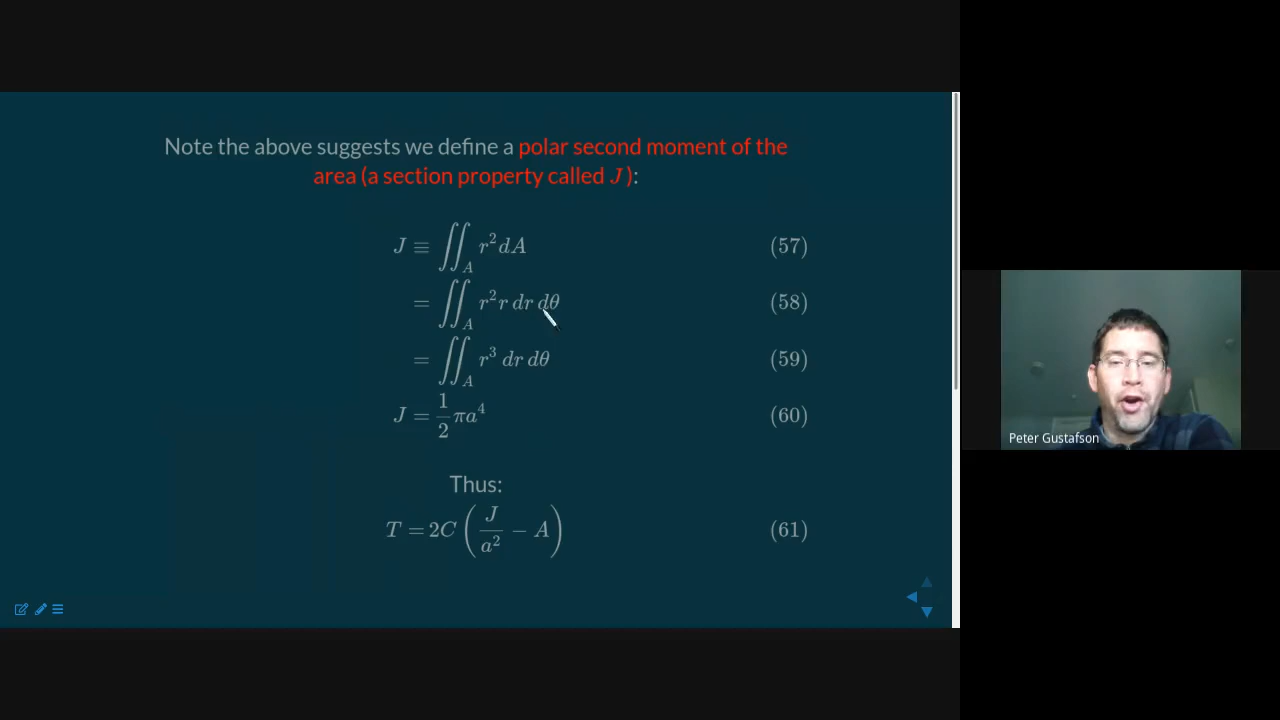 Note the above suggests we define a polar second moment of the
area (a section property called J ):
J ≡ ∬_A r² dA (57)
= ∬_A r² r dr dθ (58)
= ∬_A r³ dr dθ (59)
J = 1/2 πa⁴ (60)
Thus:
T = 2C (J/a² − A) (61)
Peter Gustafson